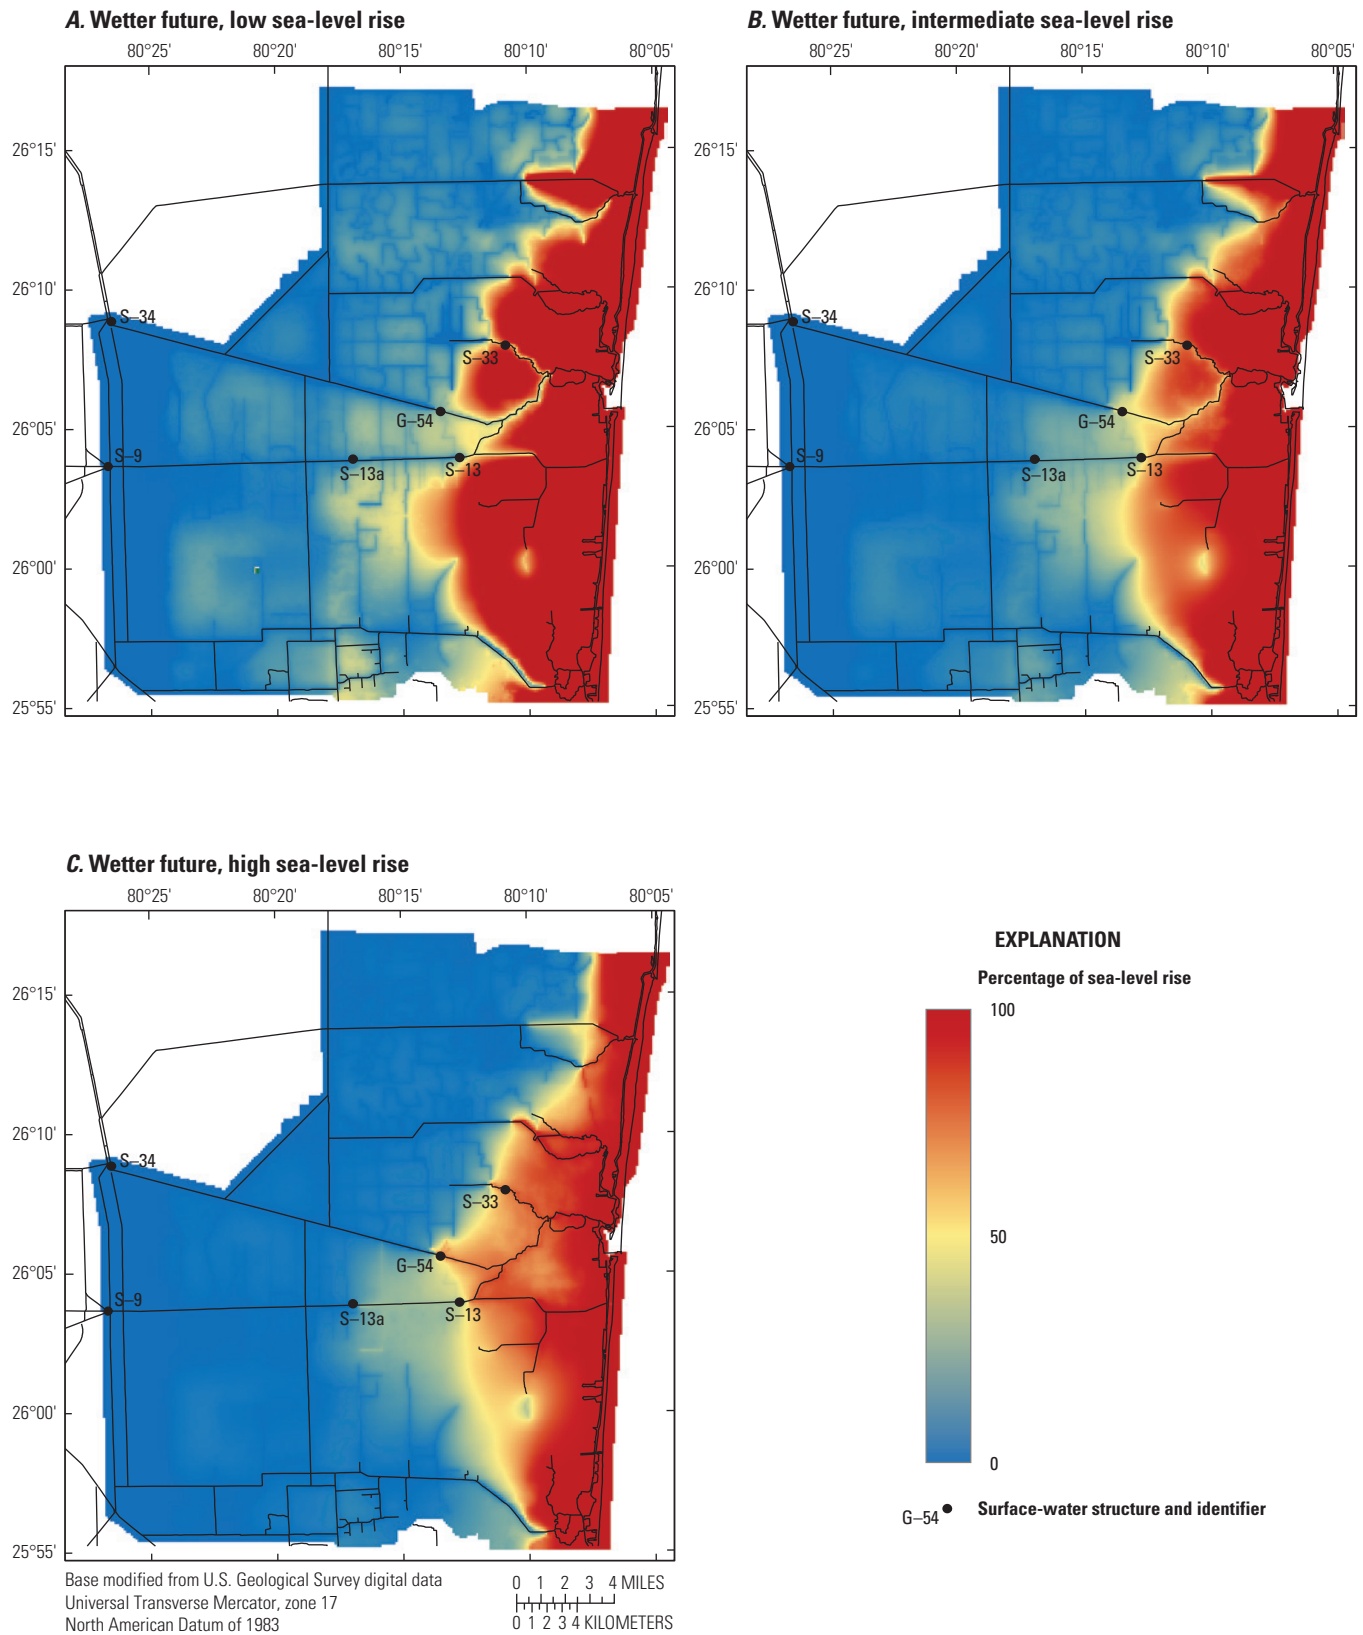 A. Wetter future, low sea-level rise
80°25' 80°20' 80°15' 80°10' 80°05'
26°15'
26°10'
26°05'
26°00'
25°55'
S–34
S–33
G–54
S–9
S–13a
S–13
B. Wetter future, intermediate sea-level rise
80°25' 80°20' 80°15' 80°10' 80°05'
26°15'
26°10'
26°05'
26°00'
25°55'
S–34
S–33
G–54
S–9
S–13a
S–13
C. Wetter future, high sea-level rise
80°25' 80°20' 80°15' 80°10' 80°05'
26°15'
26°10'
26°05'
26°00'
25°55'
S–34
S–33
G–54
S–9
S–13a
S–13
EXPLANATION
Percentage of sea-level rise
100
50
0
G–54 Surface-water structure and identifier
Base modified from U.S. Geological Survey digital data
Universal Transverse Mercator, zone 17
North American Datum of 1983
0 1 2 3 4 MILES
0 1 2 3 4 KILOMETERS